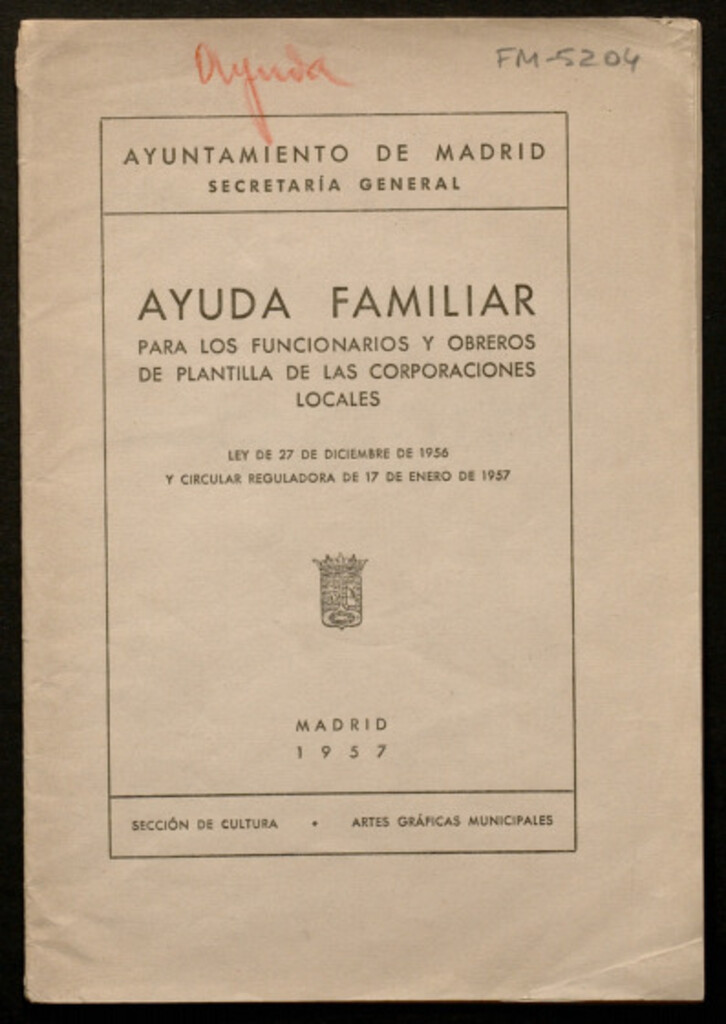 Ayuda
FM-5204
AYUNTAMIENTO DE MADRID
SECRETARÍA GENERAL
AYUDA FAMILIAR
PARA LOS FUNCIONARIOS Y OBREROS
DE PLANTILLA DE LAS CORPORACIONES
LOCALES
LEY DE 27 DE DICIEMBRE DE 1956
Y CIRCULAR REGULADORA DE 17 DE ENERO DE 1957
MADRID
1957
SECCIÓN DE CULTURA • ARTES GRÁFICAS MUNICIPALES